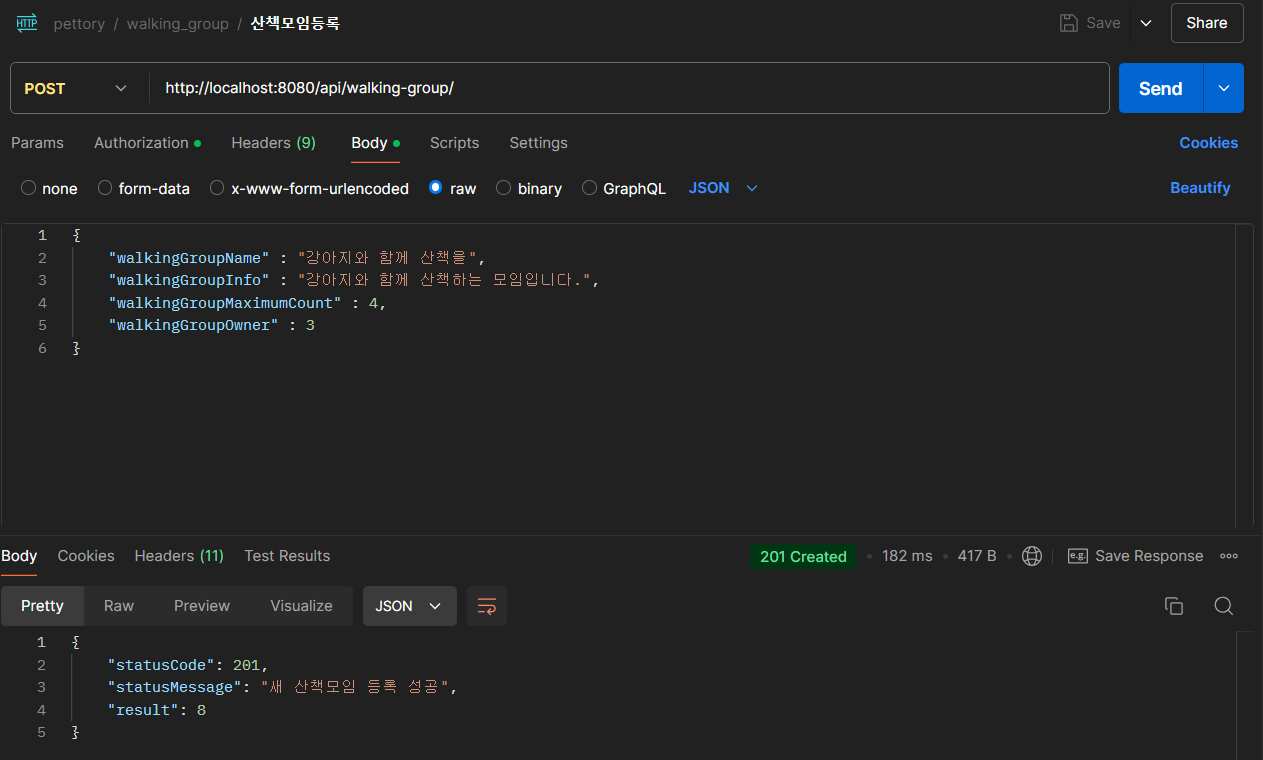 HTTP pettory / walking_group / 산책모임등록 Save Share
POST http://localhost:8080/api/walking-group/ Send
Params Authorization Headers (9) Body Scripts Settings Cookies
none form-data x-www-form-urlencoded raw binary GraphQL JSON Beautify
1 {
2 "walkingGroupName" : "강아지와 함께 산책을",
3 "walkingGroupInfo" : "강아지와 함께 산책하는 모임입니다.",
4 "walkingGroupMaximumCount" : 4,
5 "walkingGroupOwner" : 3
6 }
Body Cookies Headers (11) Test Results 201 Created 182 ms 417 B e.g. Save Response
Pretty Raw Preview Visualize JSON
1 {
2 "statusCode": 201,
3 "statusMessage": "새 산책모임 등록 성공",
4 "result": 8
5 }